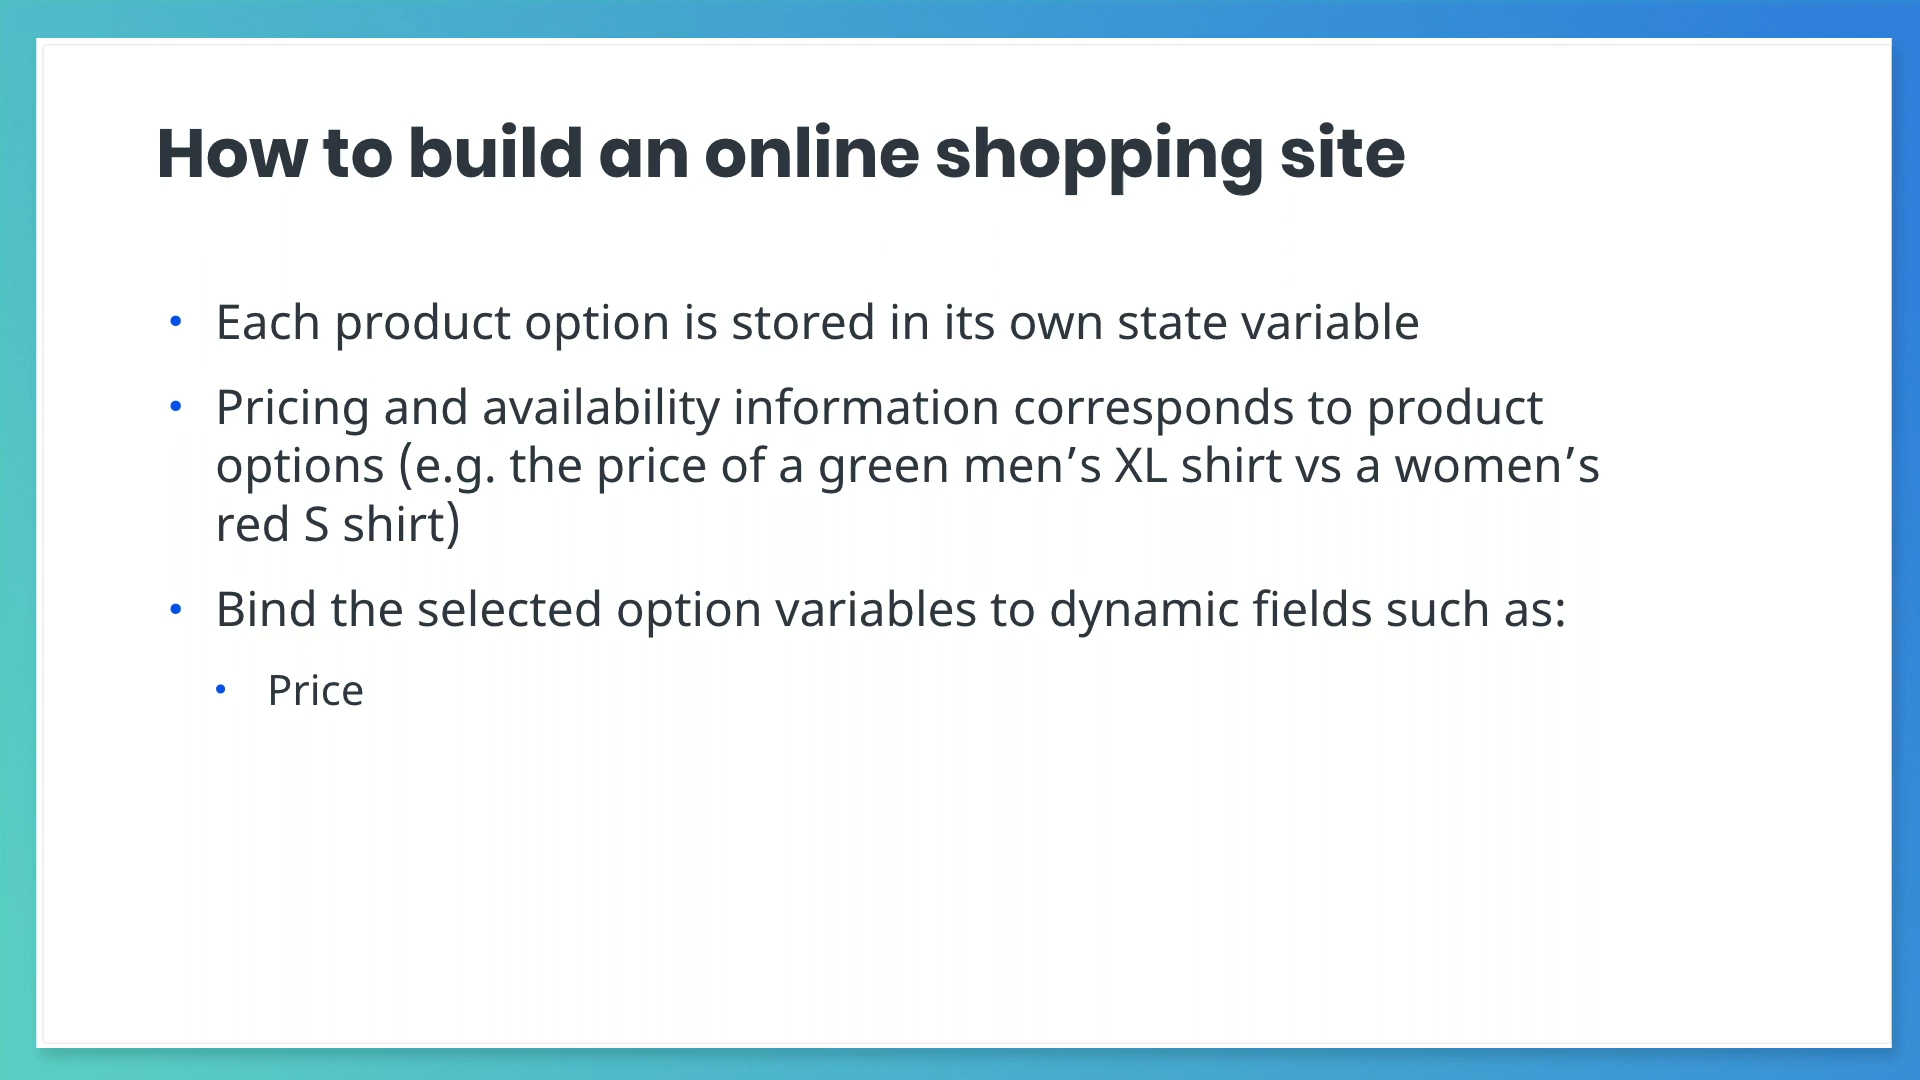 How to build an online shopping site
• Each product option is stored in its own state variable
• Pricing and availability information corresponds to product
options (e.g. the price of a green men’s XL shirt vs a women’s
red S shirt)
• Bind the selected option variables to dynamic fields such as:
• Price